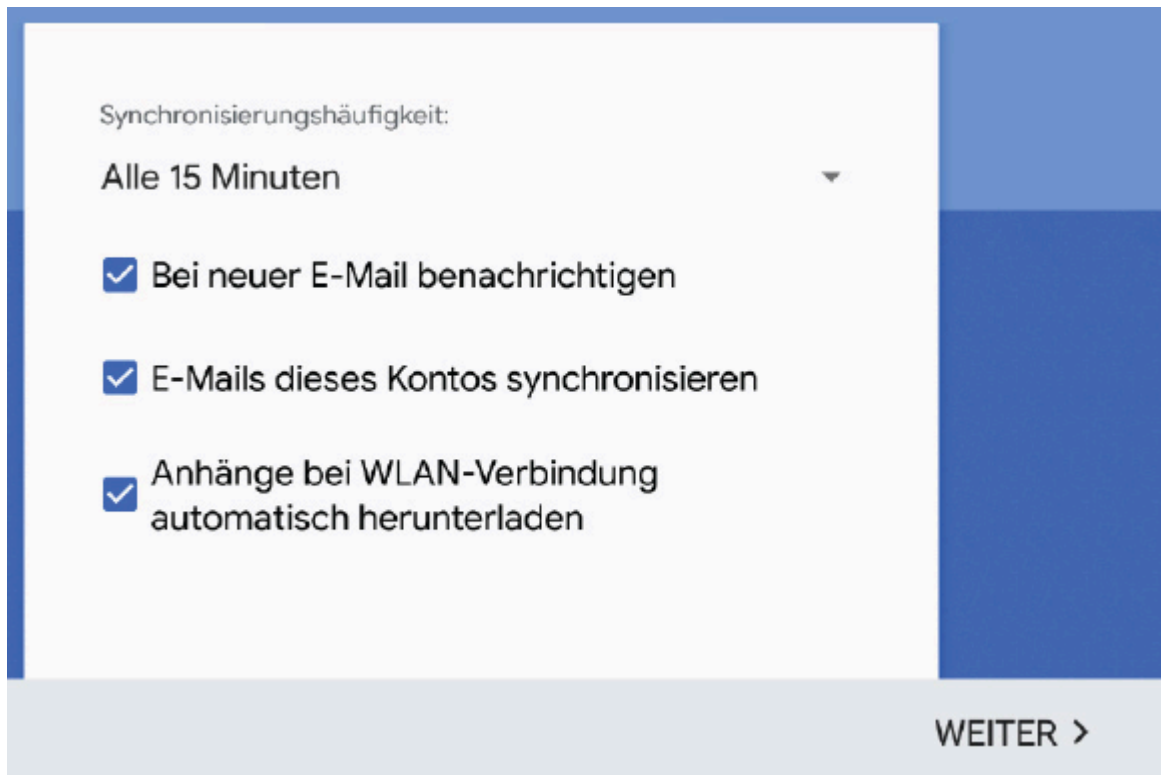 Synchronisierungshäufigkeit:
Alle 15 Minuten
Bei neuer E-Mail benachrichtigen
E-Mails dieses Kontos synchronisieren
Anhänge bei WLAN-Verbindung
automatisch herunterladen
WEITER >